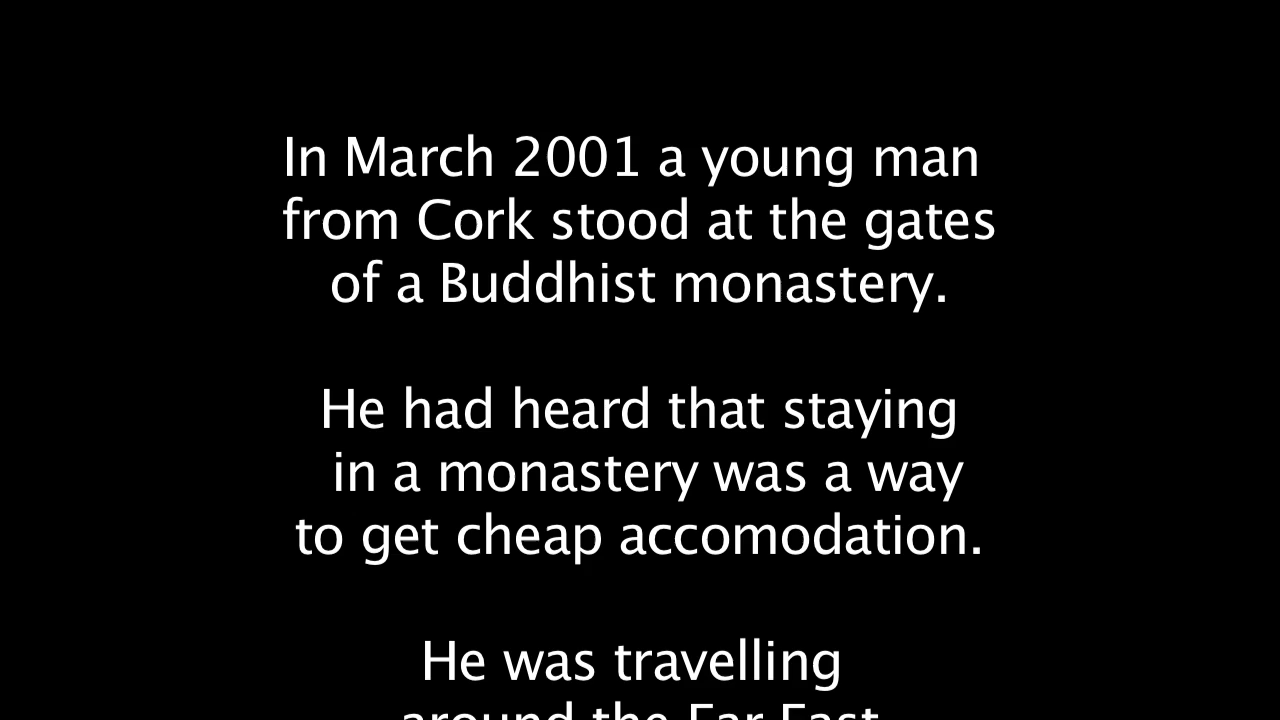 In March 2001 a young man
from Cork stood at the gates
of a Buddhist monastery.
He had heard that staying
in a monastery was a way
to get cheap accomodation.
He was travelling
around the Far East